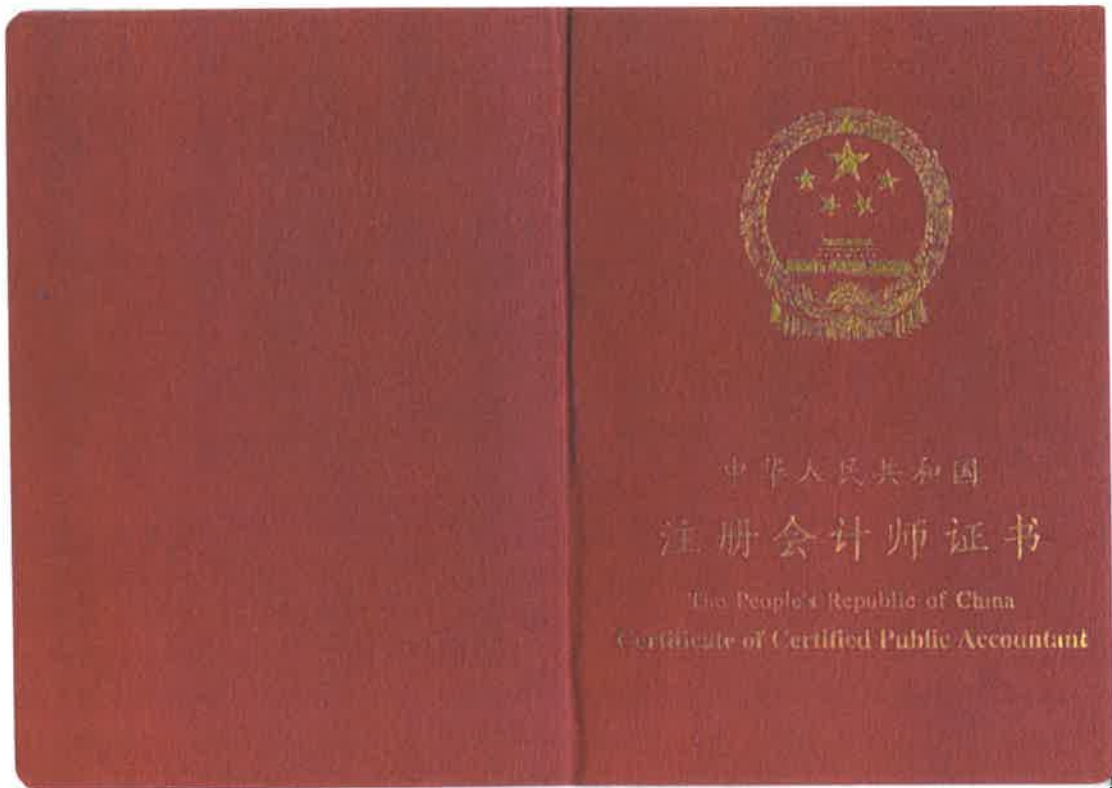 中华人民共和国
注册会计师证书
The People's Republic of China
Certificate of Certified Public Accountant